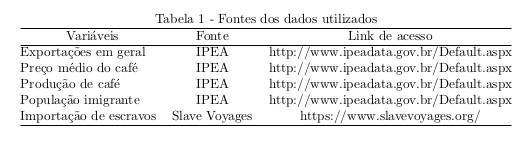 Tabela 1 - Fontes dos dados utilizados
Variáveis Fonte Link de acesso
Exportações em geral IPEA http://www.ipeadata.gov.br/Default.aspx
Preço médio do café IPEA http://www.ipeadata.gov.br/Default.aspx
Produção de café IPEA http://www.ipeadata.gov.br/Default.aspx
População imigrante IPEA http://www.ipeadata.gov.br/Default.aspx
Importação de escravos Slave Voyages https://www.slavevoyages.org/